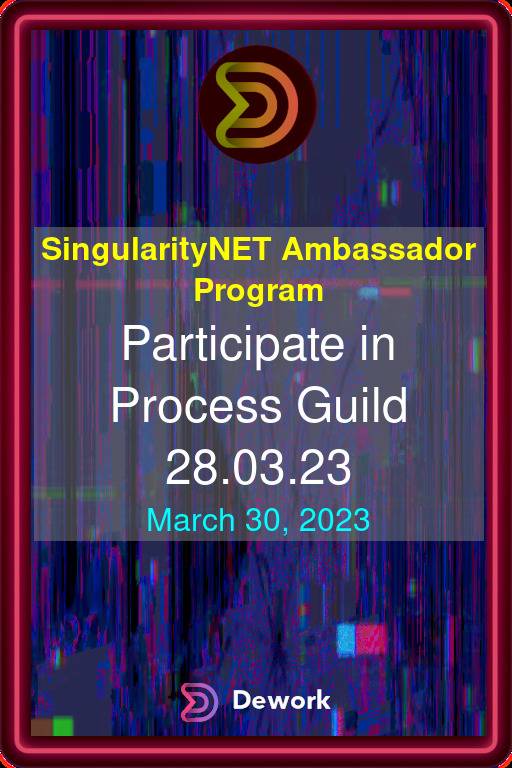 SingularityNET Ambassador
Program
Participate in
Process Guild
28.03.23
March 30, 2023
Dework